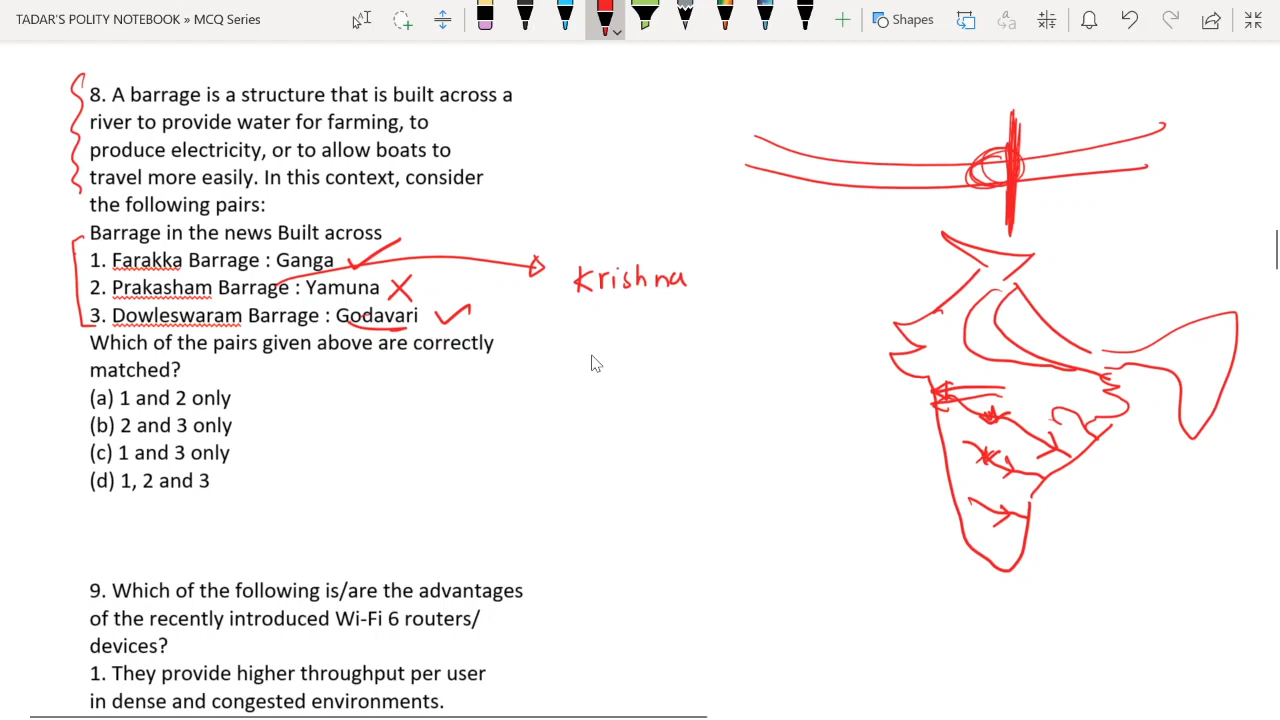 TADAR'S POLITY NOTEBOOK » MCQ Series
Shapes
8. A barrage is a structure that is built across a
river to provide water for farming, to
produce electricity, or to allow boats to
travel more easily. In this context, consider
the following pairs:
Barrage in the news Built across
1. Farakka Barrage : Ganga
2. Prakasham Barrage : Yamuna
Krishna
3. Dowleswaram Barrage : Godavari
Which of the pairs given above are correctly
matched?
(a) 1 and 2 only
(b) 2 and 3 only
(c) 1 and 3 only
(d) 1, 2 and 3
9. Which of the following is/are the advantages
of the recently introduced Wi-Fi 6 routers/
devices?
1. They provide higher throughput per user
in dense and congested environments.